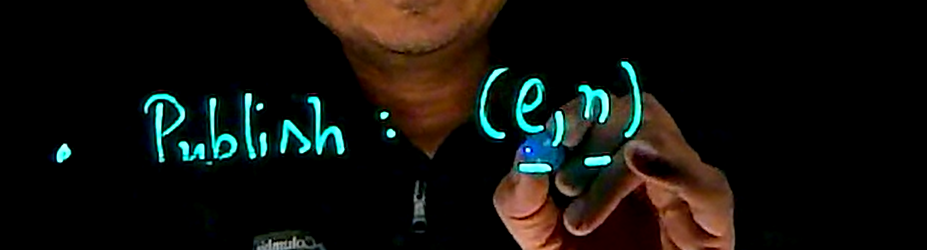 • Publish : (e, n)